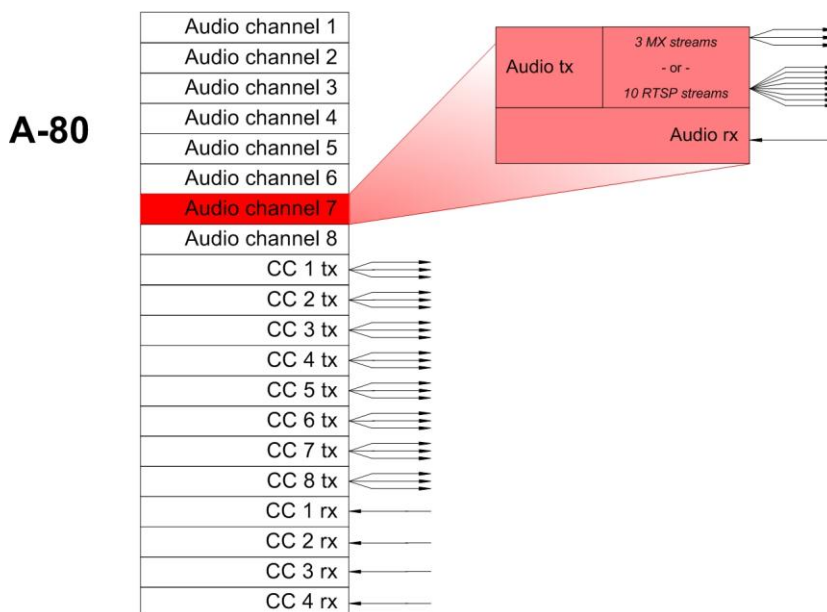 A-80
Audio channel 1
Audio channel 2
Audio channel 3
Audio channel 4
Audio channel 5
Audio channel 6
Audio channel 7
Audio channel 8
CC 1 tx
CC 2 tx
CC 3 tx
CC 4 tx
CC 5 tx
CC 6 tx
CC 7 tx
CC 8 tx
CC 1 rx
CC 2 rx
CC 3 rx
CC 4 rx
Audio tx
3 MX streams
- or -
10 RTSP streams
Audio rx